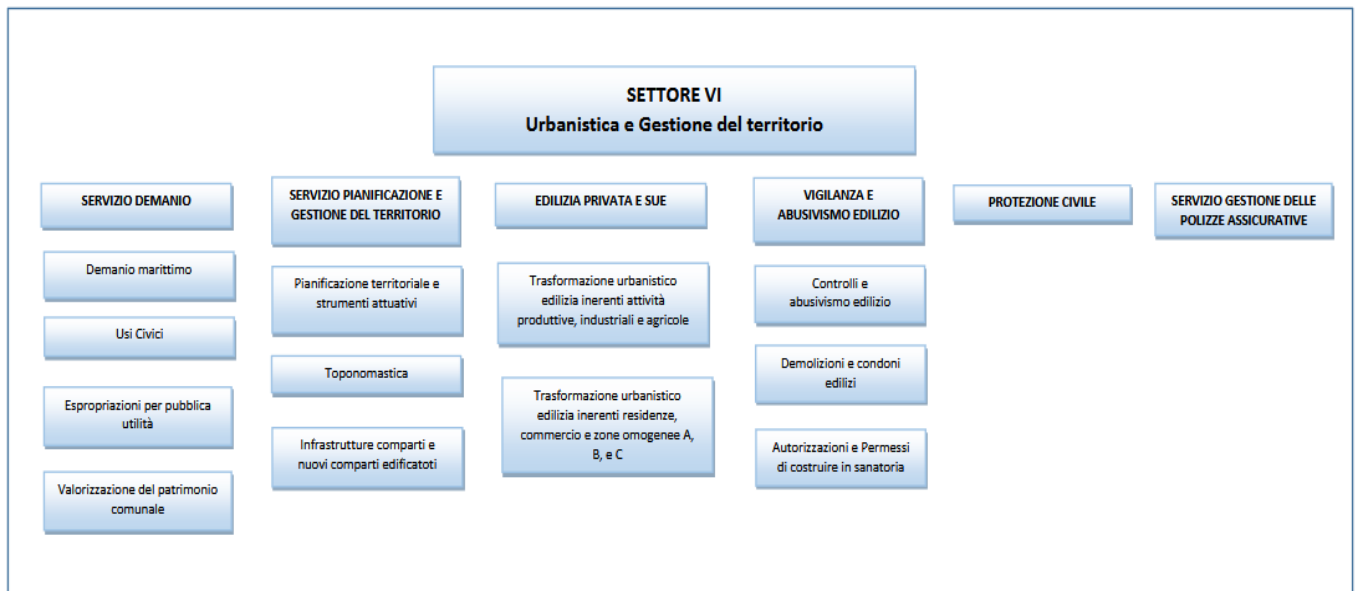 SETTORE VI
Urbanistica e Gestione del territorio
SERVIZIO DEMANIO
Demanio marittimo
Usi Civici
Espropriazioni per pubblica
utilità
Valorizzazione del patrimonio
comunale
SERVIZIO PIANIFICAZIONE E
GESTIONE DEL TERRITORIO
Pianificazione territoriale e
strumenti attuativi
Toponomastica
Infrastrutture comparti e
nuovi comparti edificatoti
EDILIZIA PRIVATA E SUE
Trasformazione urbanistico
edilizia inerenti attività
produttive, industriali e agricole
Trasformazione urbanistico
edilizia inerenti residenze,
commercio e zone omogenee A,
B, e C
VIGILANZA E
ABUSIVISMO EDILIZIO
Controlli e
abusivismo edilizio
Demolizioni e condoni
edilizi
Autorizzazioni e Permessi
di costruire in sanatoria
PROTEZIONE CIVILE
SERVIZIO GESTIONE DELLE
POLIZZE ASSICURATIVE